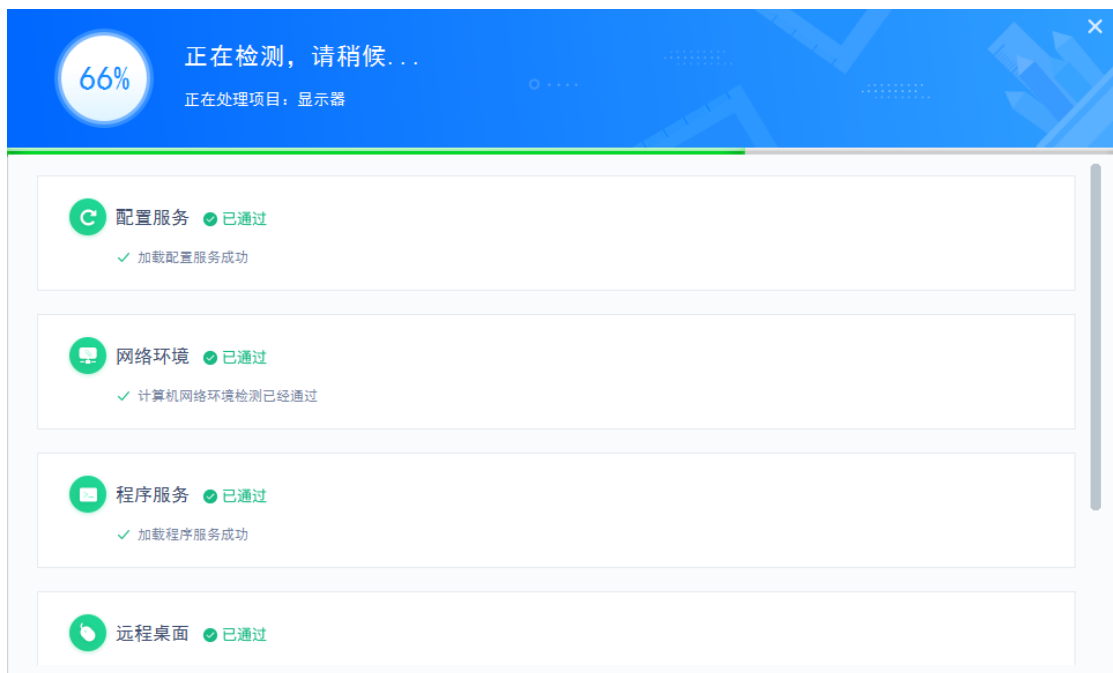 66%
正在检测，请稍候...
正在处理项目：显示器
配置服务 已通过
加载配置服务成功
网络环境 已通过
计算机网络环境检测已经通过
程序服务 已通过
加载程序服务成功
远程桌面 已通过